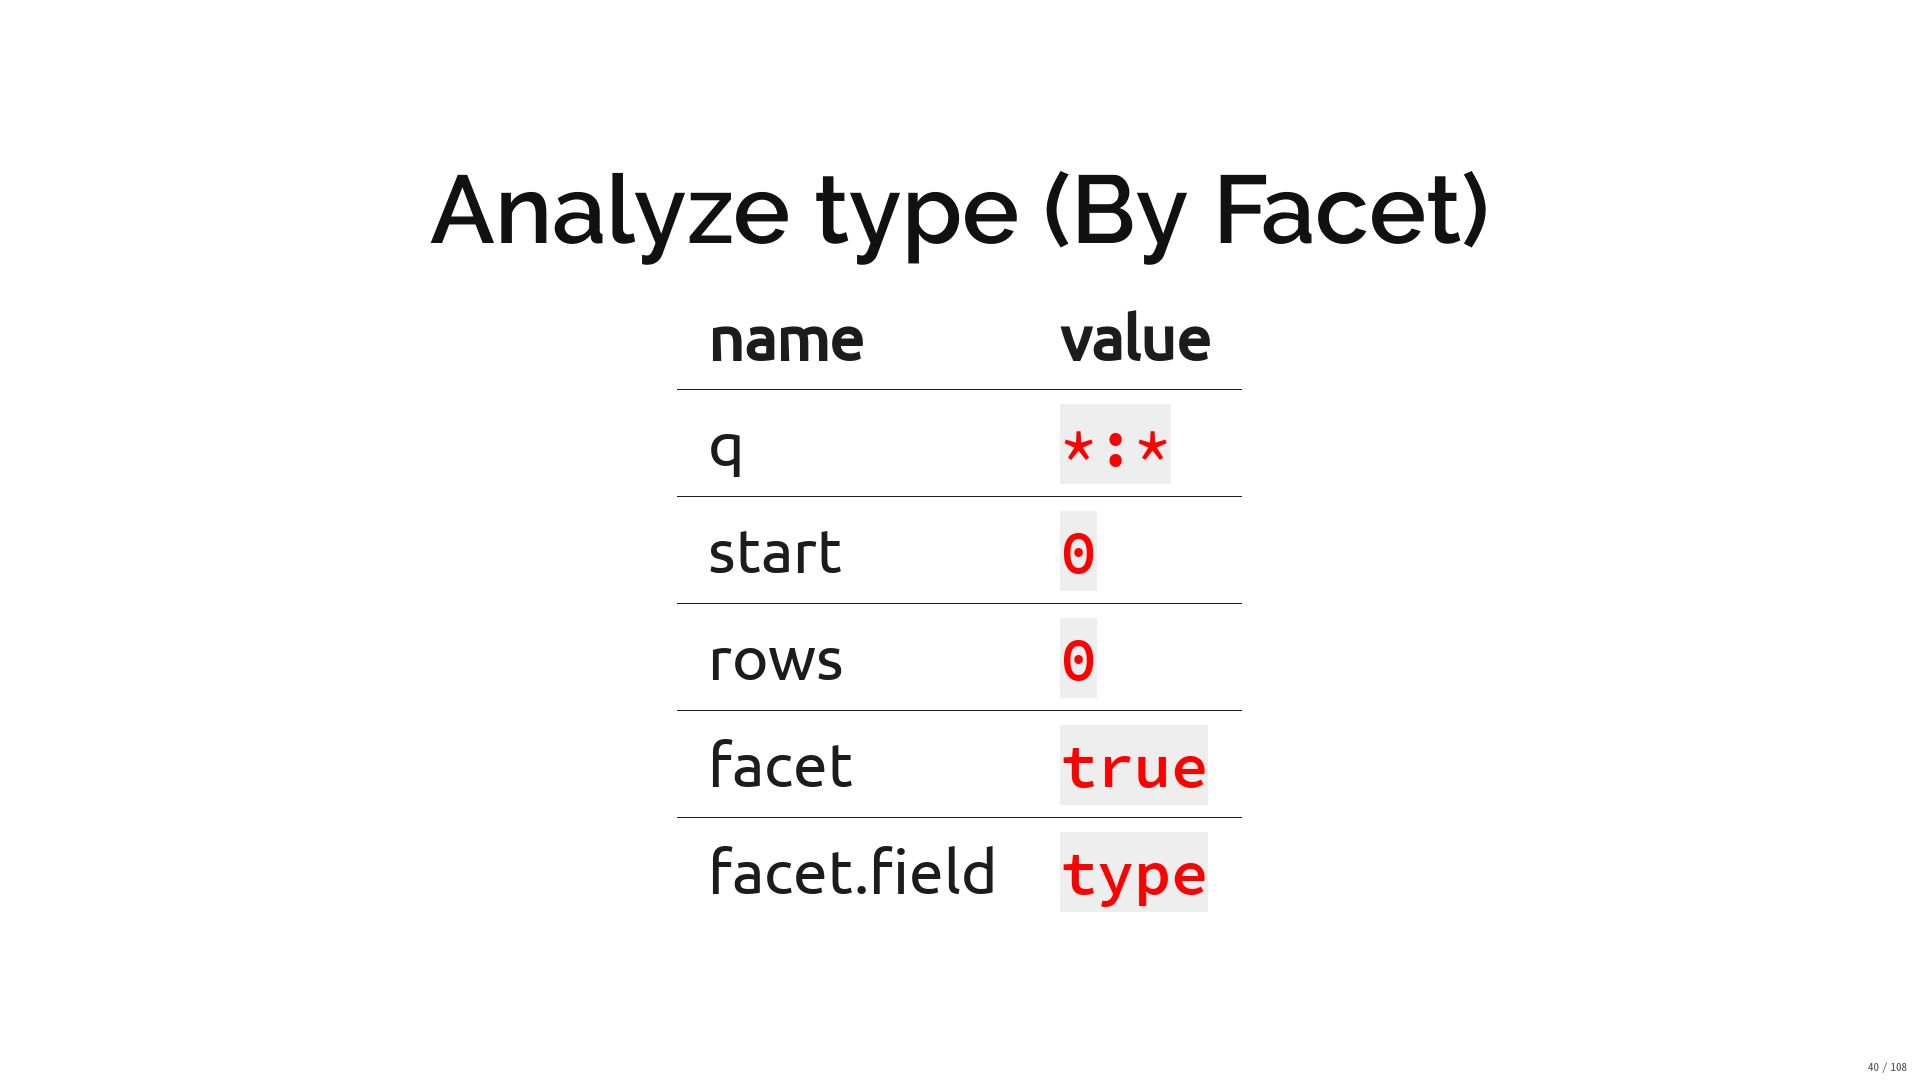 Analyze type (By Facet)
name value
q *:*
start 0
rows 0
facet true
facet.field type
40 / 108